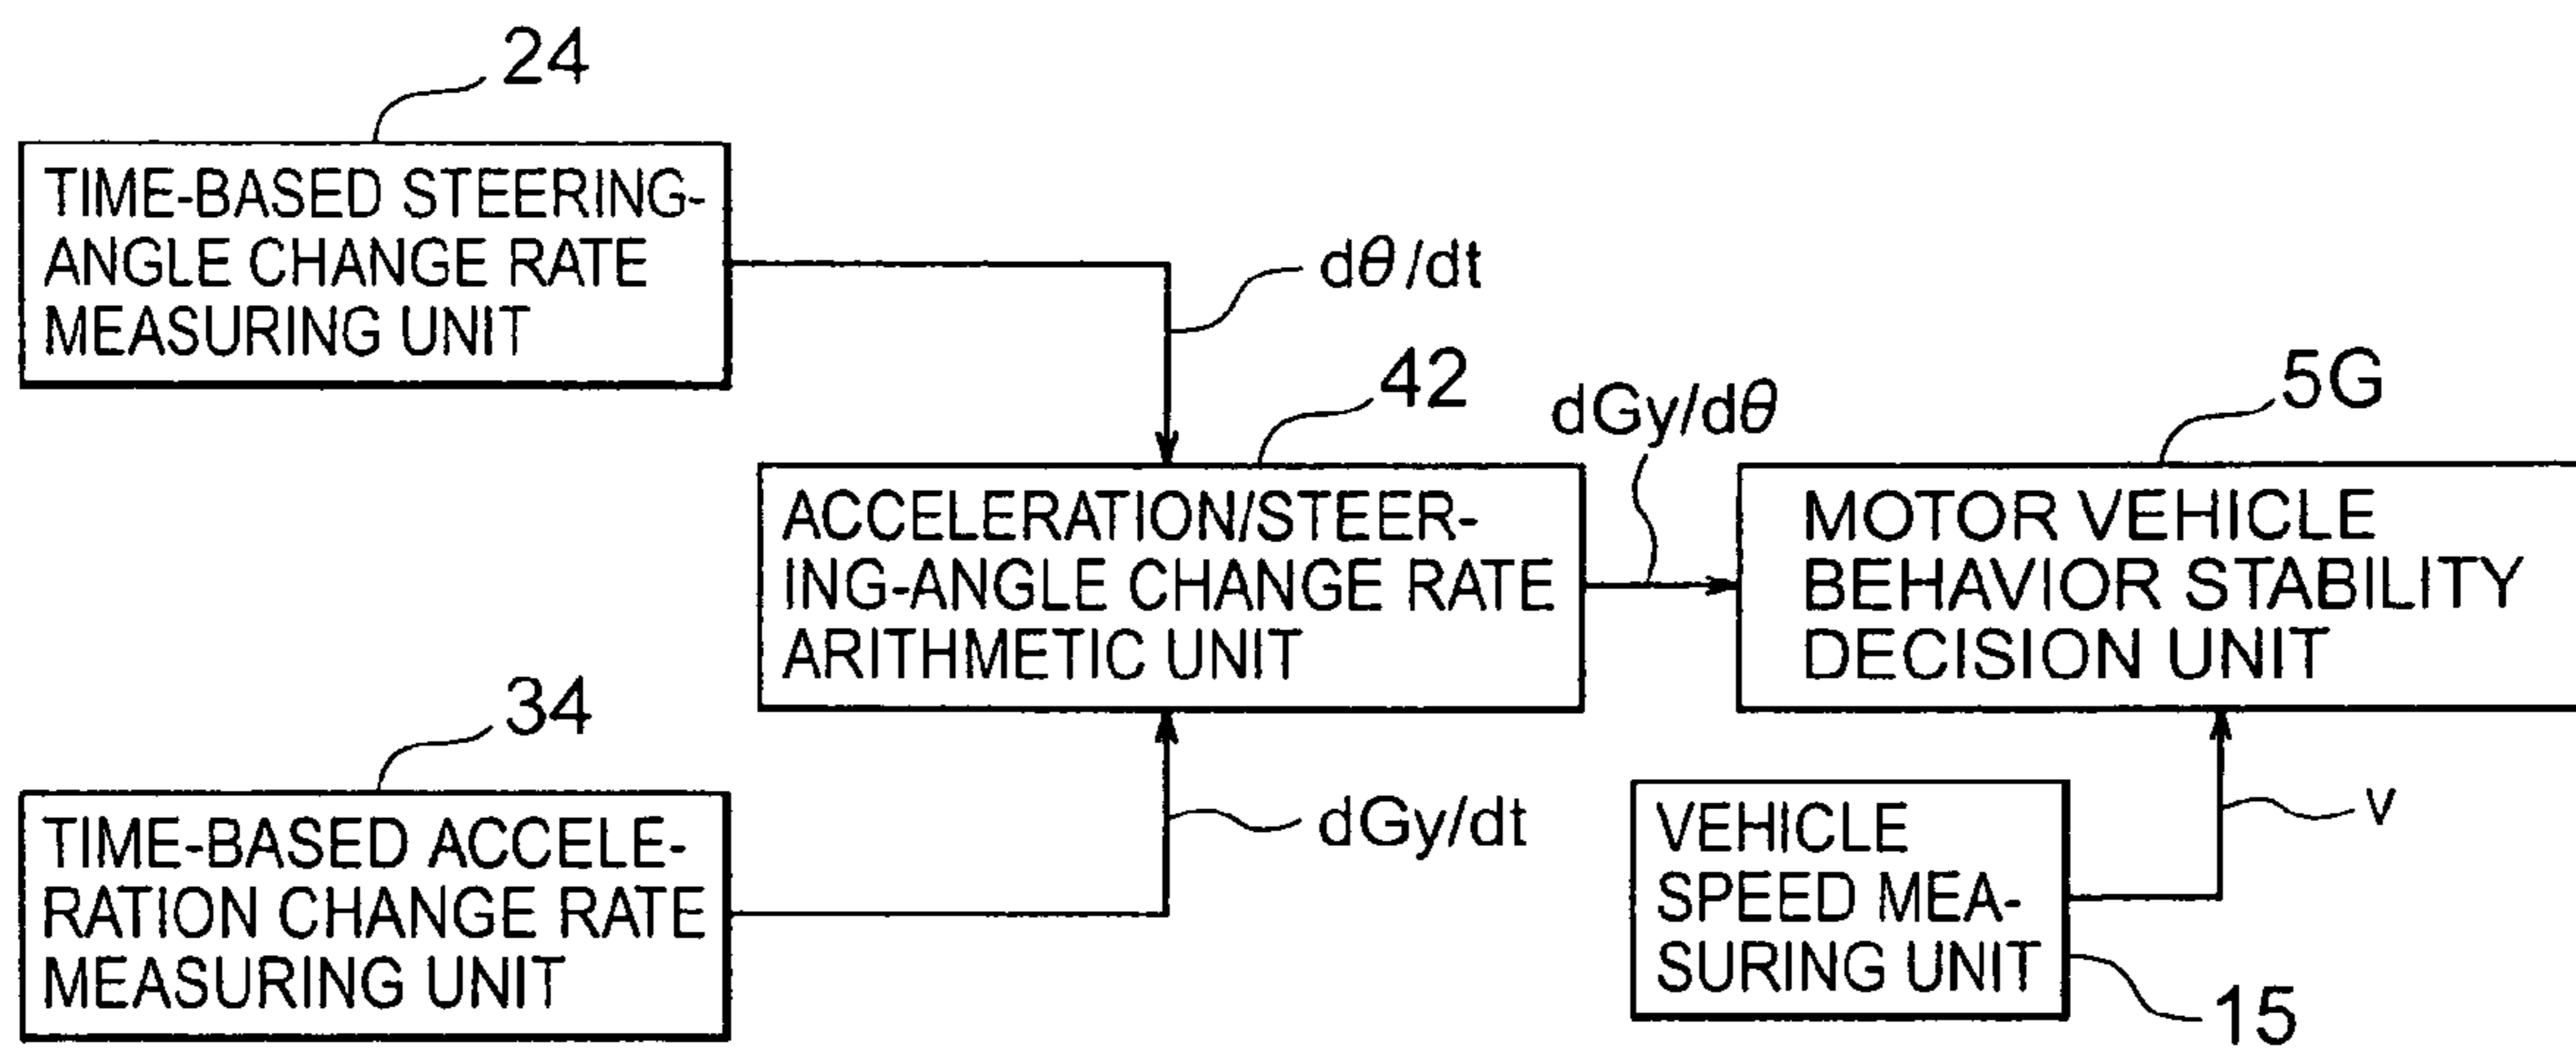 24
TIME-BASED STEERING-
ANGLE CHANGE RATE
MEASURING UNIT
dθ/dt
42
dGy/dθ
5G
ACCELERATION/STEER-
ING-ANGLE CHANGE RATE
ARITHMETIC UNIT
MOTOR VEHICLE
BEHAVIOR STABILITY
DECISION UNIT
34
TIME-BASED ACCELE-
RATION CHANGE RATE
MEASURING UNIT
dGy/dt
VEHICLE
SPEED MEA-
SURING UNIT
v
15